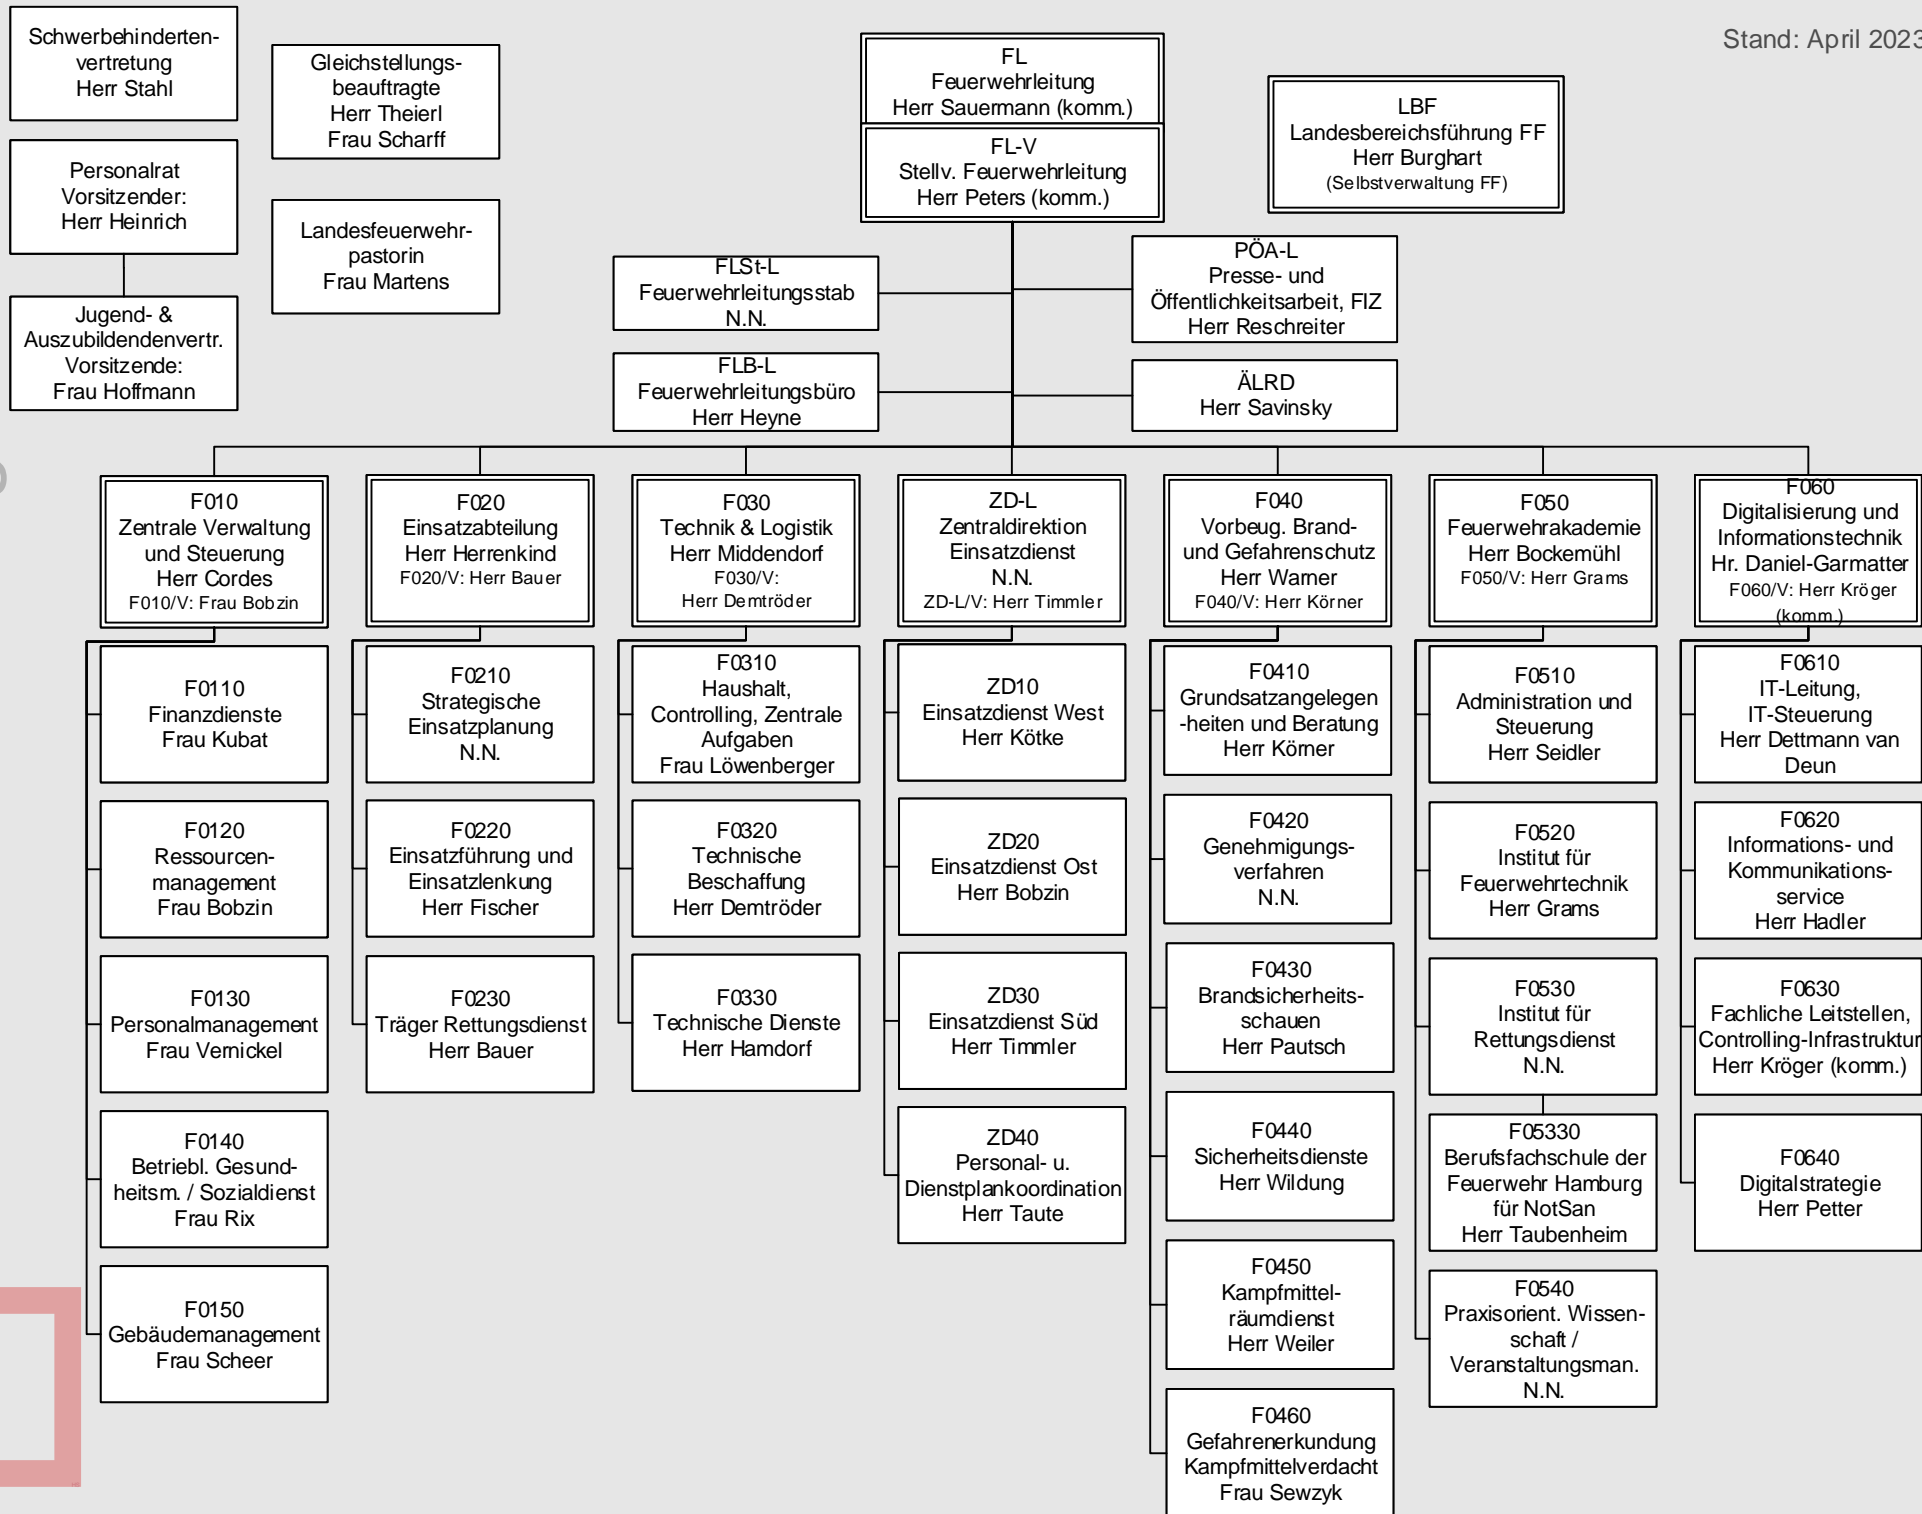 Schwerbehinderten-
vertretung
Herr Stahl
Gleichstellungs-
beauftragte
Herr Theierl
Frau Scharff
FL
Feuerwehrleitung
Herr Sauermann (komm.)
FL-V
Stellv. Feuerwehrleitung
Herr Peters (komm.)
LBF
Landesbereichsführung FF
Herr Burghart
(Selbstverwaltung FF)
Stand: April 2023
Personalrat
Vorsitzender:
Herr Heinrich
Landesfeuerwehr-
pastorin
Frau Martens
Jugend- &
Auszubildendenvertr.
Vorsitzende:
Frau Hoffmann
FLSt-L
Feuerwehrleitungsstab
N.N.
PÖA-L
Presse- und
Öffentlichkeitsarbeit, FIZ
Herr Reschreiter
FLB-L
Feuerwehrleitungsbüro
Herr Heyne
ÄLRD
Herr Savinsky
F010
Zentrale Verwaltung
und Steuerung
Herr Cordes
F010/V: Frau Bobzin
F0110
Finanzdienste
Frau Kubat
F0120
Ressourcen-
management
Frau Bobzin
F0130
Personalmanagement
Frau Vernickel
F0140
Betriebl. Gesund-
heitsm. / Sozialdienst
Frau Rix
F0150
Gebäudemanagement
Frau Scheer
F020
Einsatzabteilung
Herr Herrenkind
F020/V: Herr Bauer
F0210
Strategische
Einsatzplanung
N.N.
F0220
Einsatzführung und
Einsatzlenkung
Herr Fischer
F0230
Träger Rettungsdienst
Herr Bauer
F030
Technik & Logistik
Herr Middendorf
F030/V:
Herr Demtröder
F0310
Haushalt,
Controlling, Zentrale
Aufgaben
Frau Löwenberger
F0320
Technische
Beschaffung
Herr Demtröder
F0330
Technische Dienste
Herr Hamdorf
ZD-L
Zentraldirektion
Einsatzdienst
N.N.
ZD-L/V: Herr Timmler
ZD10
Einsatzdienst West
Herr Kötke
ZD20
Einsatzdienst Ost
Herr Bobzin
ZD30
Einsatzdienst Süd
Herr Timmler
ZD40
Personal- u.
Dienstplankoordination
Herr Taute
F040
Vorbeug. Brand-
und Gefahrenschutz
Herr Warner
F040/V: Herr Körner
F0410
Grundsatzangelegen
-heiten und Beratung
Herr Körner
F0420
Genehmigungs-
verfahren
N.N.
F0430
Brandsicherheits-
schauen
Herr Pautsch
F0440
Sicherheitsdienste
Herr Wildung
F0450
Kampfmittel-
räumdienst
Herr Weiler
F0460
Gefahrenerkundung
Kampfmittelverdacht
Frau Sewzyk
F050
Feuerwehrakademie
Herr Bockemühl
F050/V: Herr Grams
F0510
Administration und
Steuerung
Herr Seidler
F0520
Institut für
Feuerwehrtechnik
Herr Grams
F0530
Institut für
Rettungsdienst
N.N.
F05330
Berufsfachschule der
Feuerwehr Hamburg
für NotSan
Herr Taubenheim
F0540
Praxisorient. Wissen-
schaft /
Veranstaltungsman.
N.N.
F060
Digitalisierung und
Informationstechnik
Hr. Daniel-Garmatter
F060/V: Herr Kröger
(komm.)
F0610
IT-Leitung,
IT-Steuerung
Herr Dettmann van
Deun
F0620
Informations- und
Kommunikations-
service
Herr Hadler
F0630
Fachliche Leitstellen,
Controlling-Infrastruktur
Herr Kröger (komm.)
F0640
Digitalstrategie
Herr Petter